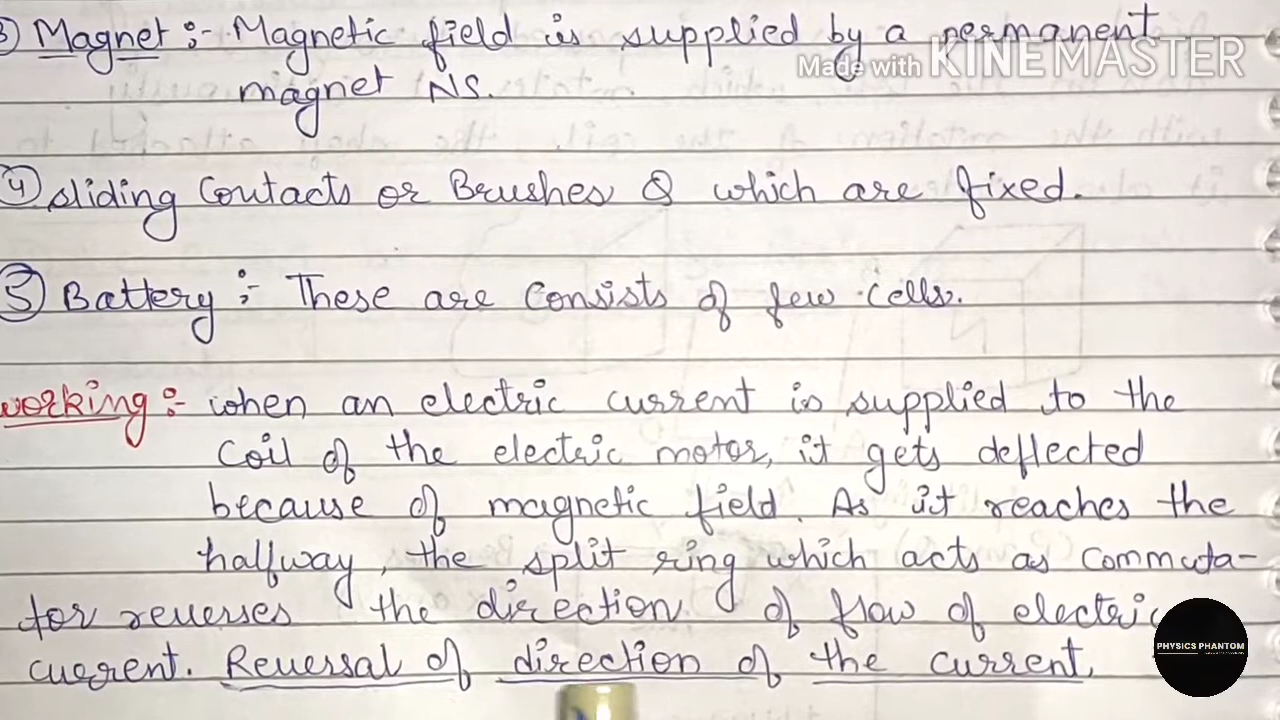 3) Magnet :- Magnetic field is supplied by a permanent
Made with KINEMASTER
magnet NS.
4) sliding Contacts or Brushes Q which are fixed.
5) Battery :- These are consists of few cells.
working :- when an electric current is supplied to the
Coil of the electric motor, it gets deflected
because of magnetic field. As it reaches the
halfway, the split ring which acts as Commuta-
tor reverses the direction of flow of electric
current. Reversal of direction of the current,
PHYSICS PHANTOM